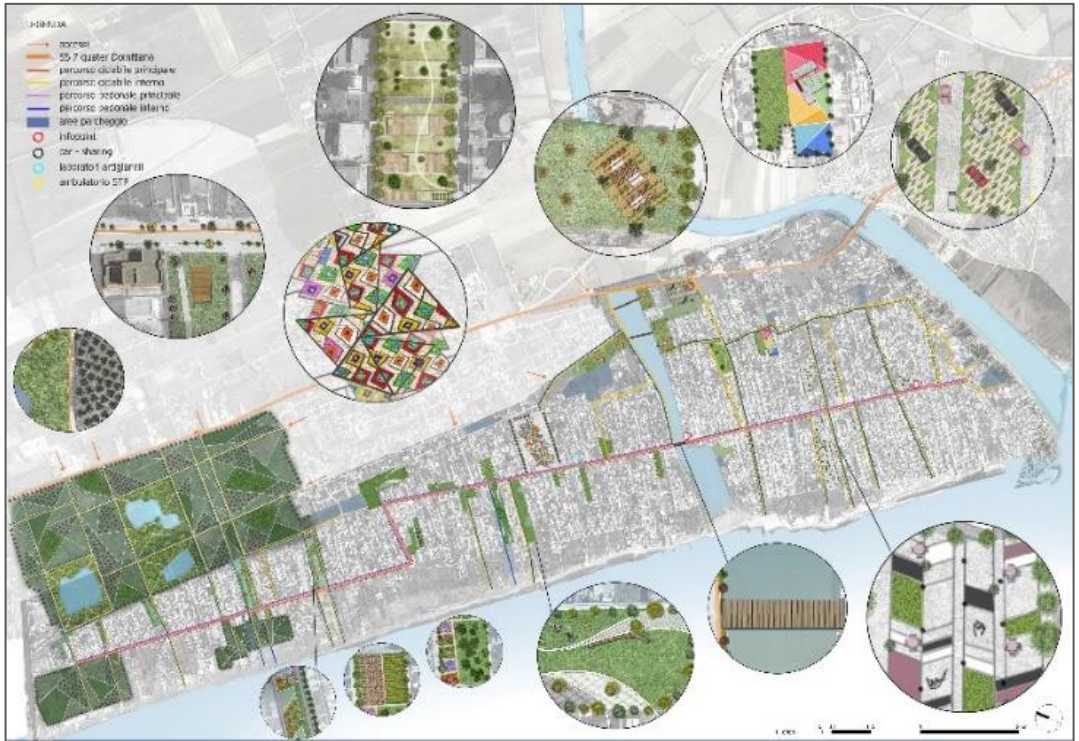 LEGENDA
accessi
SS 7 quater Domitiana
percorso ciclabile principale
percorso ciclabile interno
percorso pedonale principale
percorso pedonale interno
aree parcheggio
infopoint
car - sharing
laboratori artigianali
ambulatorio STP